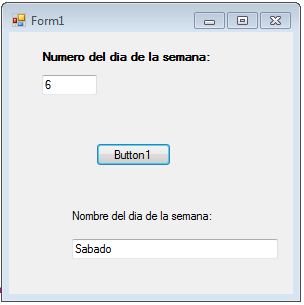 Form1
Numero del dia de la semana:
6
Button1
Nombre del dia de la semana:
Sabado